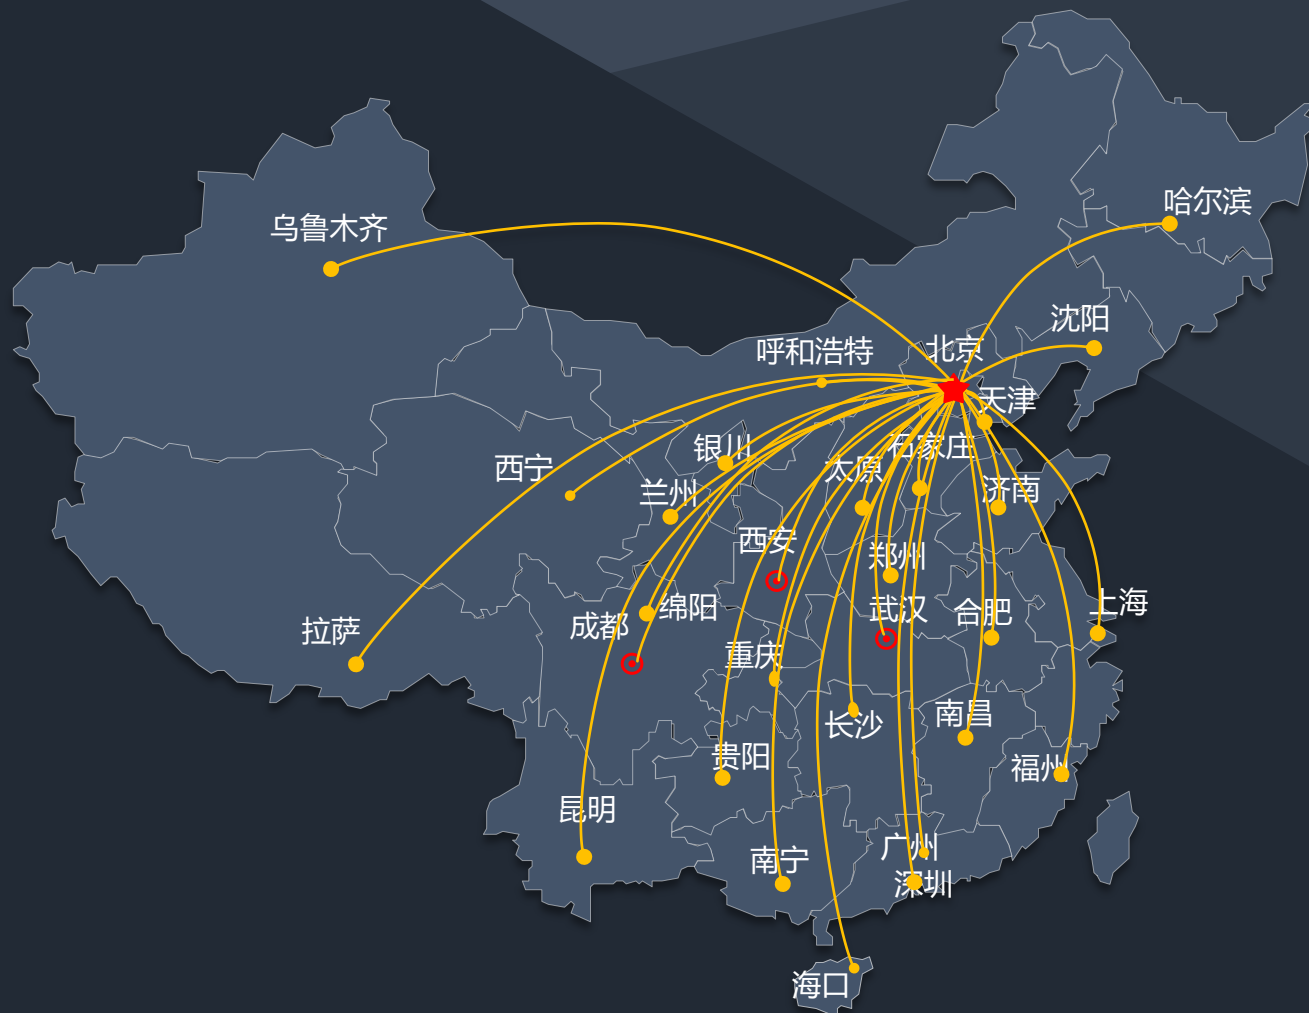 哈尔滨
乌鲁木齐
沈阳
呼和浩特
北京
天津
银川
石家庄
太原
西宁
兰州
济南
西安
郑州
绵阳
武汉
合肥
上海
成都
拉萨
重庆
长沙
南昌
贵阳
福州
昆明
广州
南宁
深圳
海口